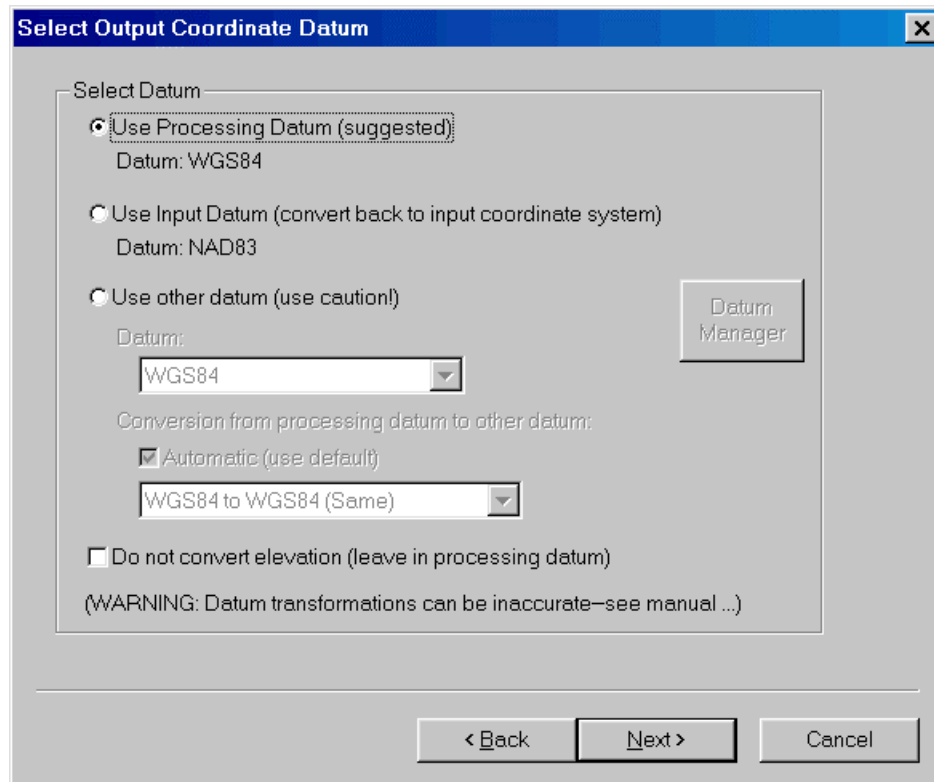 Select Output Coordinate Datum
Select Datum
Use Processing Datum (suggested)
Datum: WGS84
Use Input Datum (convert back to input coordinate system)
Datum: NAD83
Use other datum (use caution!)
Datum
Manager
Datum:
WGS84
Conversion from processing datum to other datum:
Automatic (use default)
WGS84 to WGS84 (Same)
Do not convert elevation (leave in processing datum)
(WARNING: Datum transformations can be inaccurate–see manual ...)
< Back
Next >
Cancel